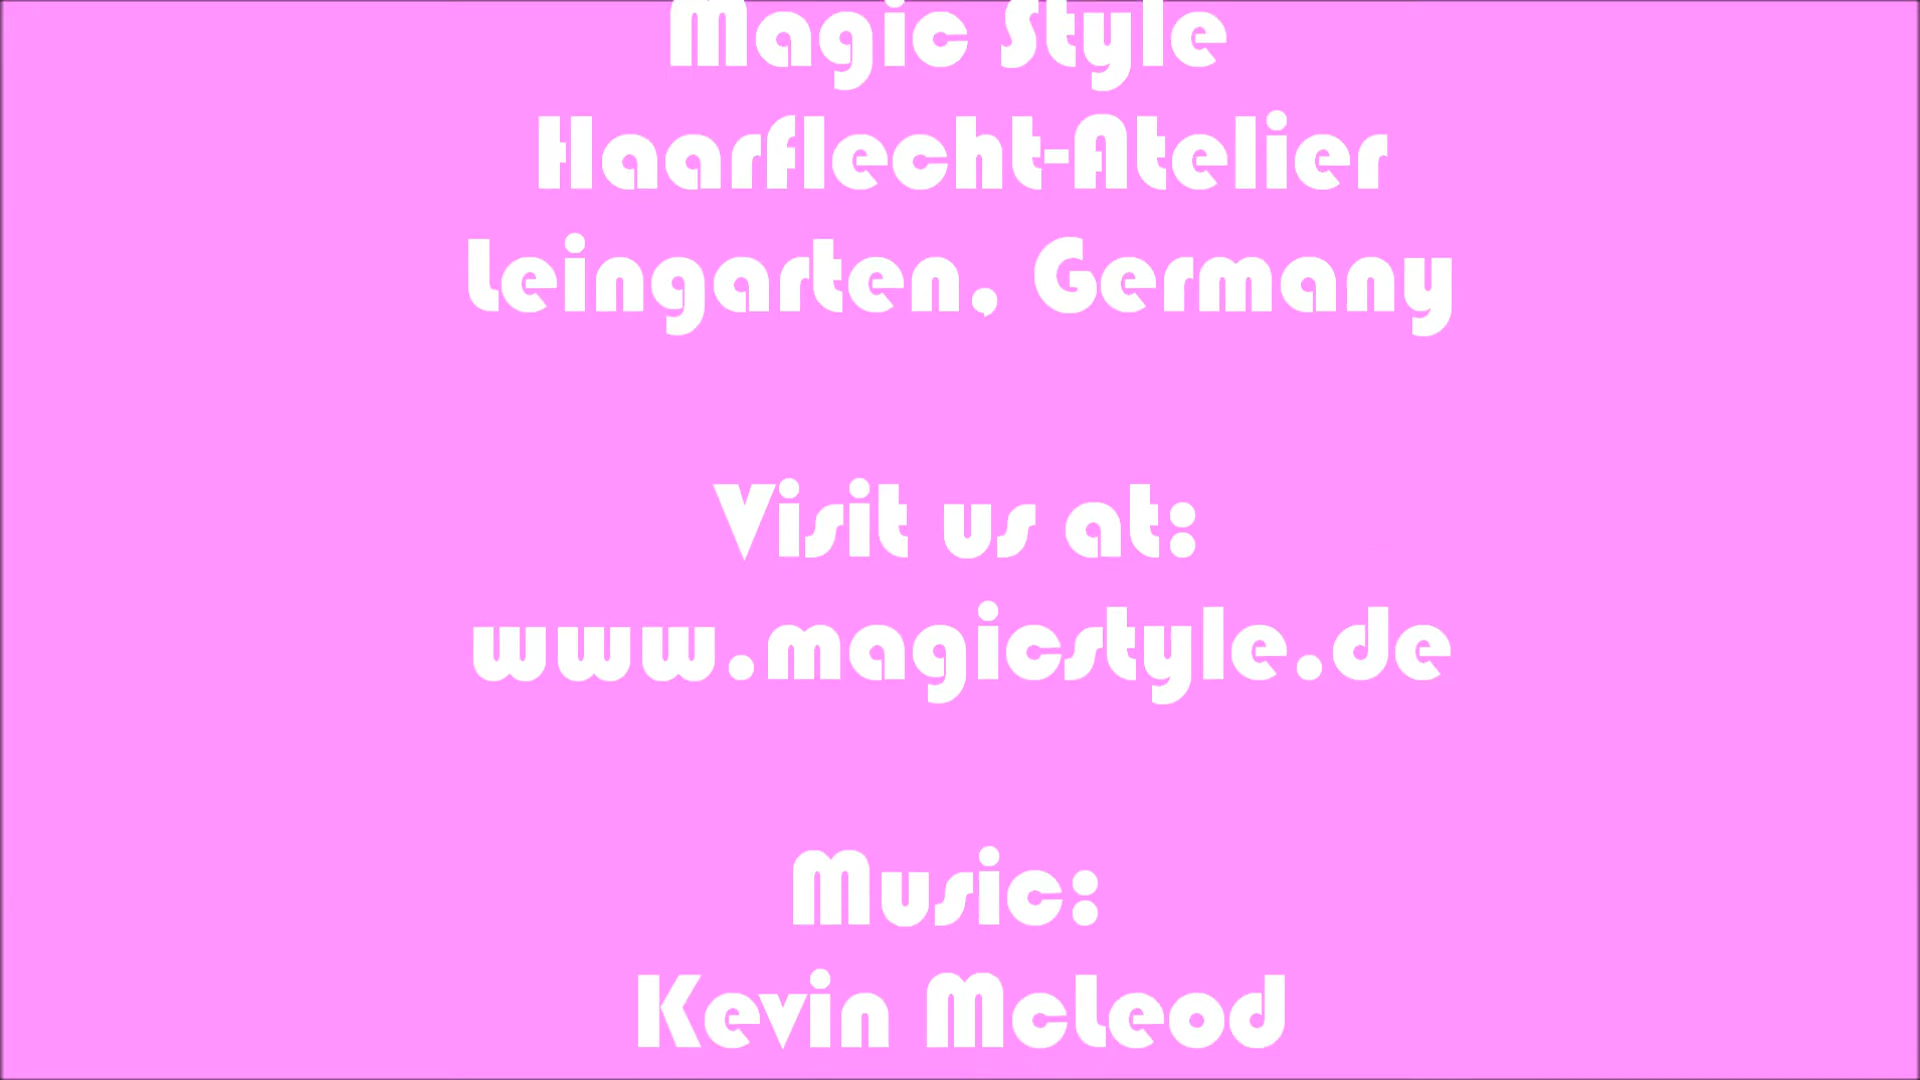 Magic Style
Haarflecht-Atelier
Leingarten, Germany
Visit us at:
www.magicstyle.de
Music:
Kevin McLeod